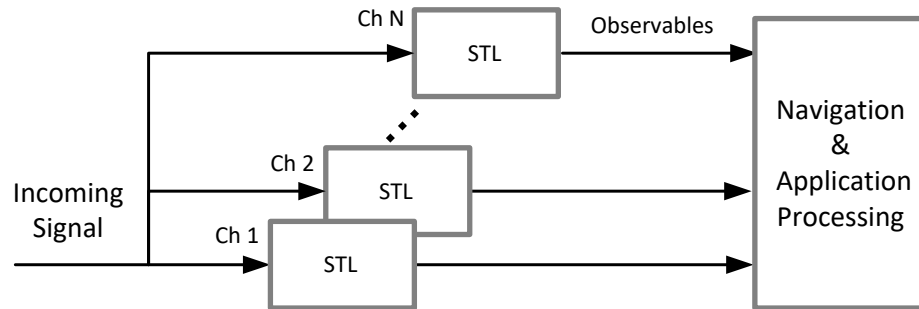 Ch N
STL
Observables
Navigation
&
Application
Processing
Ch 2
STL
Incoming
Signal
Ch 1
STL